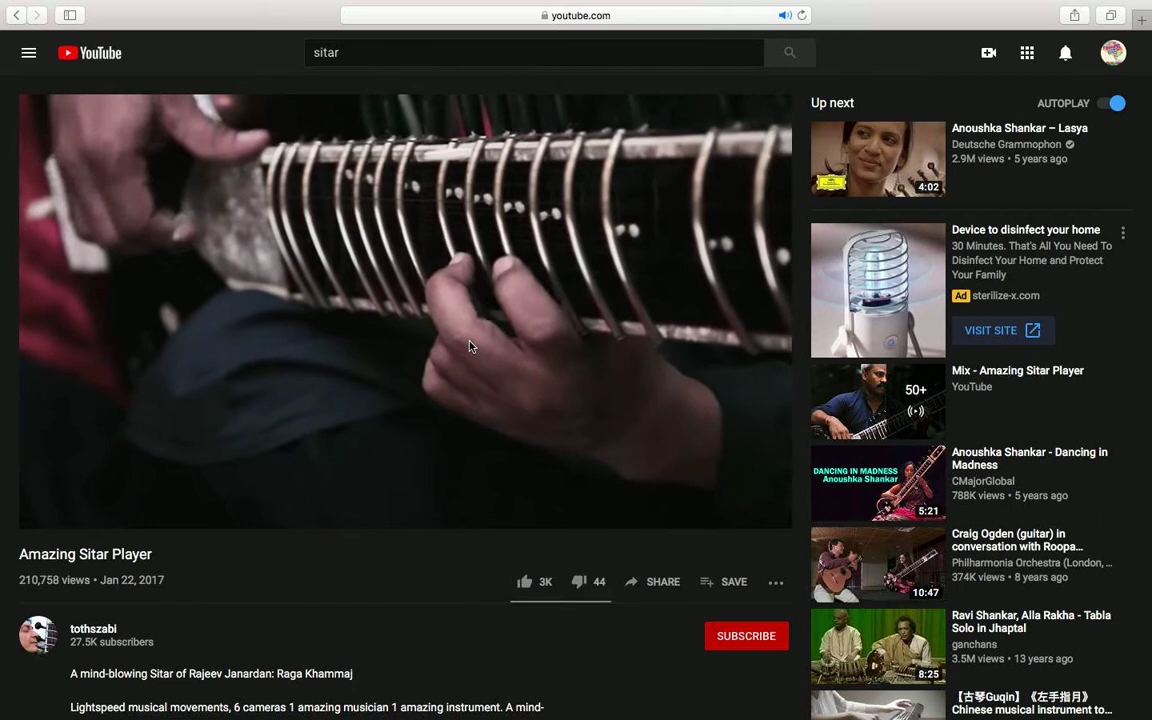 youtube.com
YouTube
sitar
Up next
AUTOPLAY
Anoushka Shankar – Lasya
Deutsche Grammophon
2.9M views • 5 years ago
4:02
Device to disinfect your home
30 Minutes. That's All You Need To
Disinfect Your Home and Protect
Your Family
Ad sterilize-x.com
VISIT SITE
Mix - Amazing Sitar Player
YouTube
50+
Anoushka Shankar - Dancing in
Madness
CMajorGlobal
788K views • 5 years ago
DANCING IN MADNESS
Anoushka Shankar
5:21
Craig Ogden (guitar) in
conversation with Roopa...
Philharmonia Orchestra (London, ...
374K views • 8 years ago
10:47
Ravi Shankar, Alla Rakha - Tabla
Solo in Jhaptal
ganchans
3.5M views • 13 years ago
8:25
【古琴Guqin】《左手指月》
Chinese musical instrument to...
Amazing Sitar Player
210,758 views • Jan 22, 2017
3K
44
SHARE
SAVE
tothszabi
27.5K subscribers
SUBSCRIBE
A mind-blowing Sitar of Rajeev Janardan: Raga Khammaj
Lightspeed musical movements, 6 cameras 1 amazing musician 1 amazing instrument. A mind-